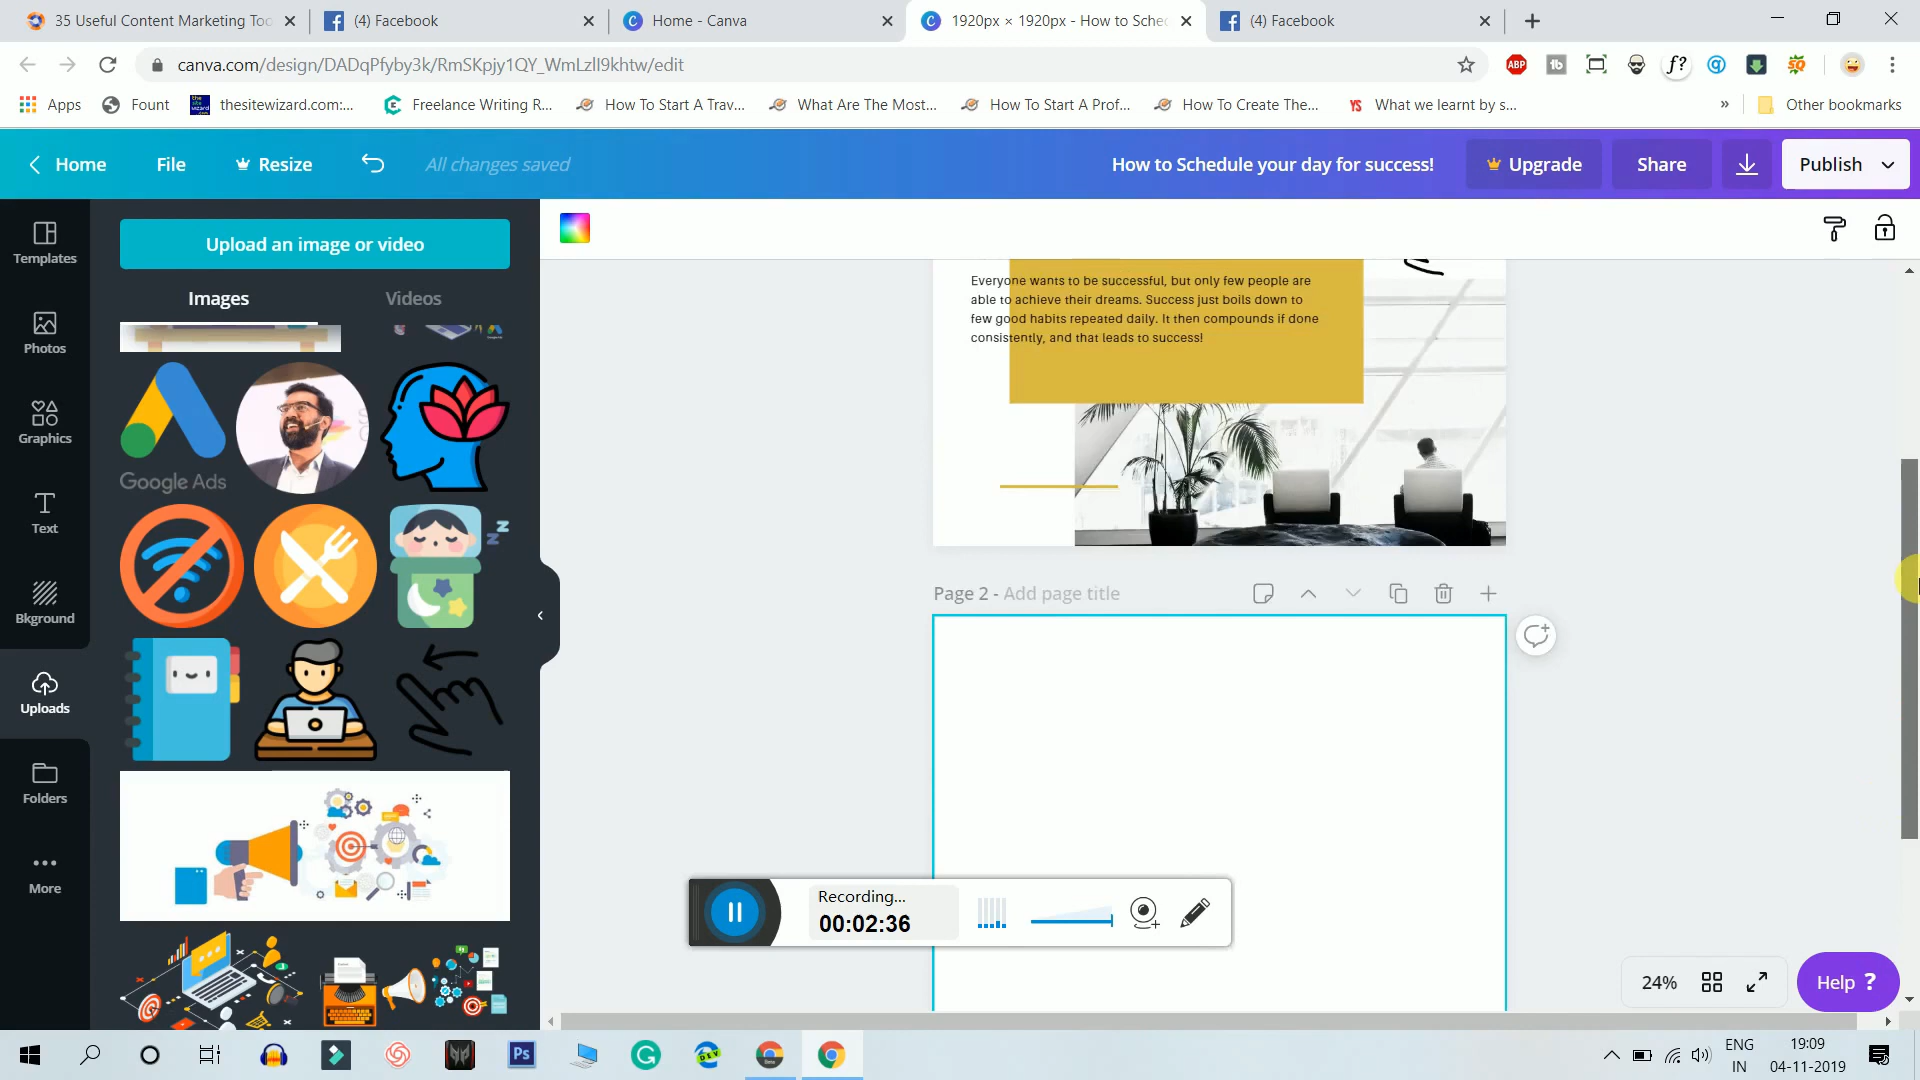 35 Useful Content Marketing Too
(4) Facebook
Home - Canva
1920px × 1920px - How to Sche
(4) Facebook
canva.com/design/DADqPfyby3k/RmSKpjy1QY_WmLzlI9khtw/edit
ABP
tb
f?
Apps
Fount
thesitewizard.com:...
Freelance Writing R...
How To Start A Trav...
What Are The Most...
How To Start A Prof...
How To Create The...
YS
What we learnt by s...
»
Other bookmarks
Home
File
Resize
All changes saved
How to Schedule your day for success!
Upgrade
Share
Publish
Templates
Photos
Graphics
Text
Bkground
Uploads
Folders
More
Upload an image or video
Images
Videos
Google Ads
Everyone wants to be successful, but only few people are
able to achieve their dreams. Success just boils down to
few good habits repeated daily. It then compounds if done
consistently, and that leads to success!
Page 2 - Add page title
Recording...
00:02:36
24%
Help ?
Ps
DEV
ENG
IN
19:09
04-11-2019